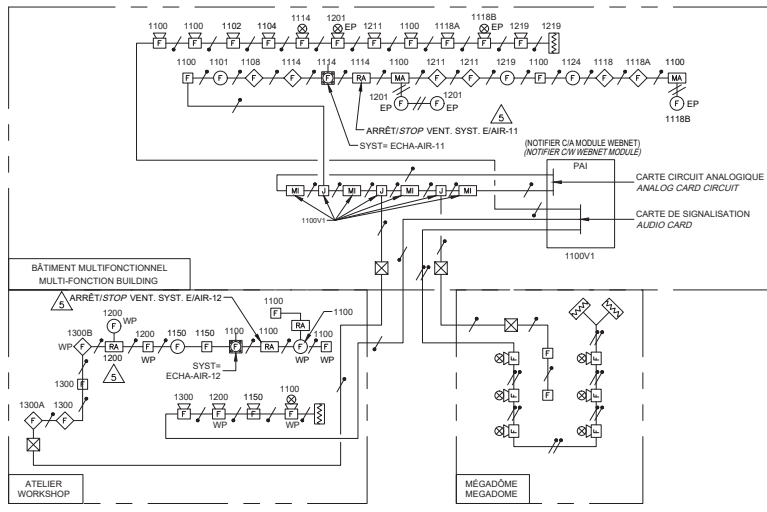 1100 1100 1102 1104 1114 1201 EP 1211 1100 1118A 1118B EP 1219 1219
F F F F F F F F F F F
1100 1101 1108 1114 1114 1114 1100 1211 1211 1219 1100 1124 1118 1118A 1100
F F F F F RA MA F F F F F F F MA
1201 EP F F 1201 EP
F EP 1118B
5
ARRÊT/STOP VENT. SYST. E/AIR-11
SYST= ECHA-AIR-11
(NOTIFIER C/A MODULE WEBNET)
(NOTIFIER C/W WEBNET MODULE)
PAI
CARTE CIRCUIT ANALOGIQUE
ANALOG CARD CIRCUIT
MI J MI J MI J MI
1100V1
CARTE DE SIGNALISATION
AUDIO CARD
1100V1
BÂTIMENT MULTIFONCTIONNEL
MULTI-FONCTION BUILDING
5
ARRÊT/STOP VENT. SYST. E/AIR-12
1200
F WP
1100
F
RA
1100
1300B
WP F
RA
1200
5
1200
F
WP
1150
F
1150
F
1100
F
1100
RA
F
WP
1100
F
WP
SYST=
ECHA-AIR-12
1300
F
1300A
F
1300
F
1300 1200 1150 1100
F F F F
WP WP
F F F F F F F F
ATELIER
WORKSHOP
MÉGADÔME
MEGADOME